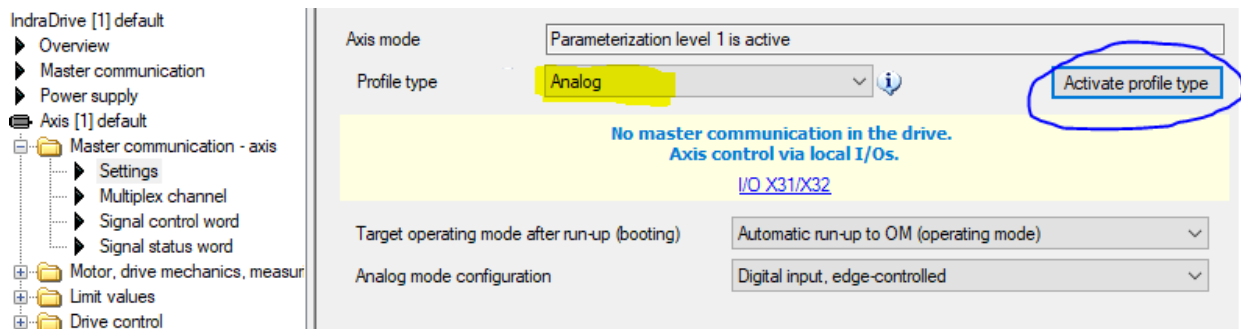 IndraDrive [1] default
Overview
Master communication
Power supply
Axis [1] default
Master communication - axis
Settings
Multiplex channel
Signal control word
Signal status word
Motor, drive mechanics, measur
Limit values
Drive control
Axis mode
Parameterization level 1 is active
Profile type
Analog
Activate profile type
No master communication in the drive.
Axis control via local I/Os.
I/O X31/X32
Target operating mode after run-up (booting)
Automatic run-up to OM (operating mode)
Analog mode configuration
Digital input, edge-controlled